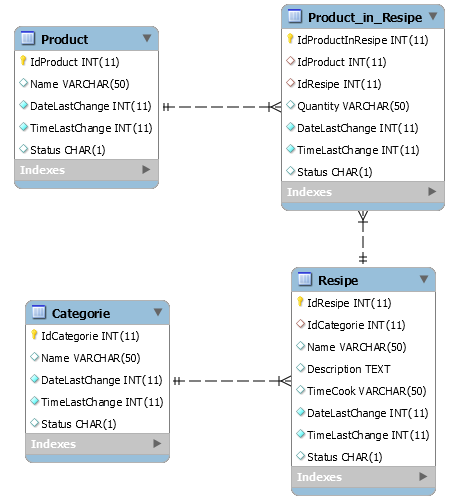 Product
IdProduct INT(11)
Name VARCHAR(50)
DateLastChange INT(11)
TimeLastChange INT(11)
Status CHAR(1)
Indexes
Product_in_Resipe
IdProductInResipe INT(11)
IdProduct INT(11)
IdResipe INT(11)
Quantity VARCHAR(50)
DateLastChange INT(11)
TimeLastChange INT(11)
Status CHAR(1)
Indexes
Categorie
IdCategorie INT(11)
Name VARCHAR(50)
DateLastChange INT(11)
TimeLastChange INT(11)
Status CHAR(1)
Indexes
Resipe
IdResipe INT(11)
IdCategorie INT(11)
Name VARCHAR(50)
Description TEXT
TimeCook VARCHAR(50)
DateLastChange INT(11)
TimeLastChange INT(11)
Status CHAR(1)
Indexes